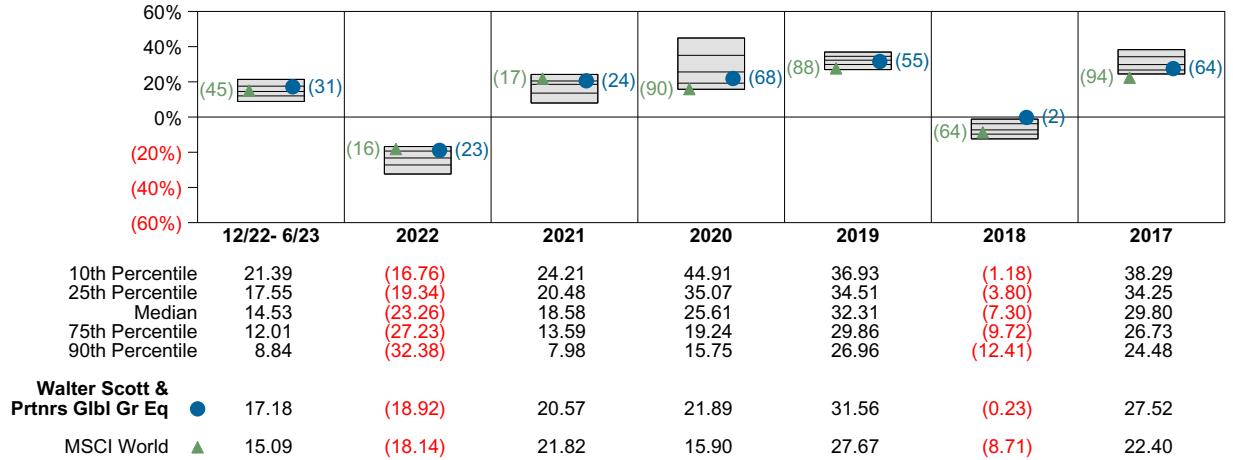 60%
40%
20%
0%
(20%)
(40%)
(60%)
(45) (31)
(16) (23)
(17) (24)
(90) (68)
(88) (55)
(64) (2)
(94) (64)
12/22- 6/23 2022 2021 2020 2019 2018 2017
10th Percentile 21.39 (16.76) 24.21 44.91 36.93 (1.18) 38.29
25th Percentile 17.55 (19.34) 20.48 35.07 34.51 (3.80) 34.25
Median 14.53 (23.26) 18.58 25.61 32.31 (7.30) 29.80
75th Percentile 12.01 (27.23) 13.59 19.24 29.86 (9.72) 26.73
90th Percentile 8.84 (32.38) 7.98 15.75 26.96 (12.41) 24.48
Walter Scott &
Prtnrs Glbl Gr Eq 17.18 (18.92) 20.57 21.89 31.56 (0.23) 27.52
MSCI World 15.09 (18.14) 21.82 15.90 27.67 (8.71) 22.40